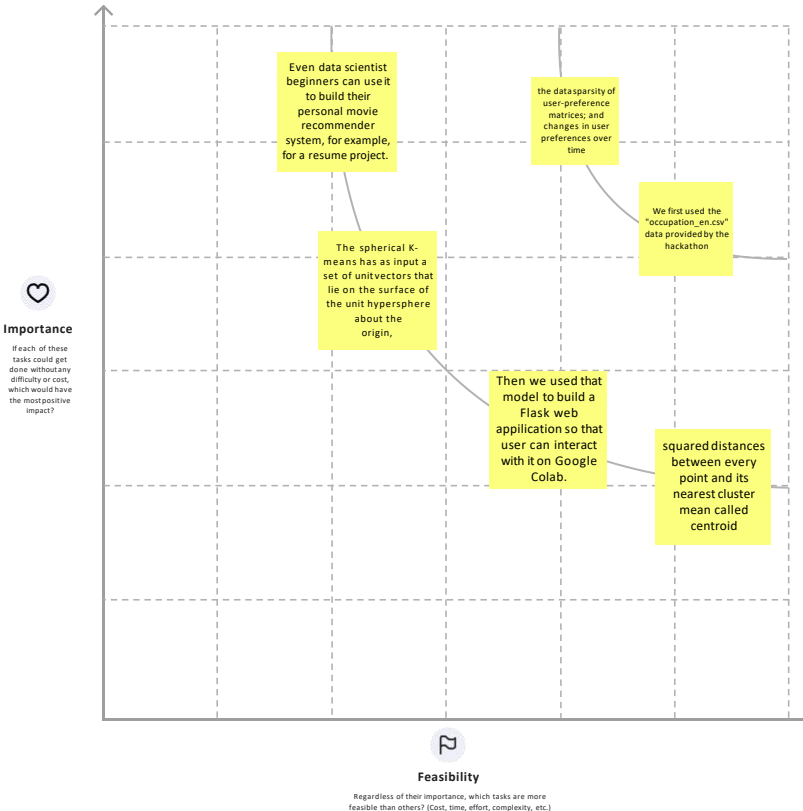 Even data scientist
beginners can use it
to build their
personal movie
recommender
system, for example,
for a resume project.
the data sparsity of
user-preference
matrices; and
changes in user
preferences over
time
We first used the
"occupation_en.csv"
data provided by the
hackathon
The spherical K-
means has as input a
set of unit vectors that
lie on the surface of
the unit hypersphere
about the
origin,
Importance
If each of these
tasks could get
done without any
difficulty or cost,
which would have
the most positive
impact?
Then we used that
model to build a
Flask web
appilication so that
user can interact
with it on Google
Colab.
squared distances
between every
point and its
nearest cluster
mean called
centroid
Feasibility
Regardless of their importance, which tasks are more
feasible than others? (Cost, time, effort, complexity, etc.)